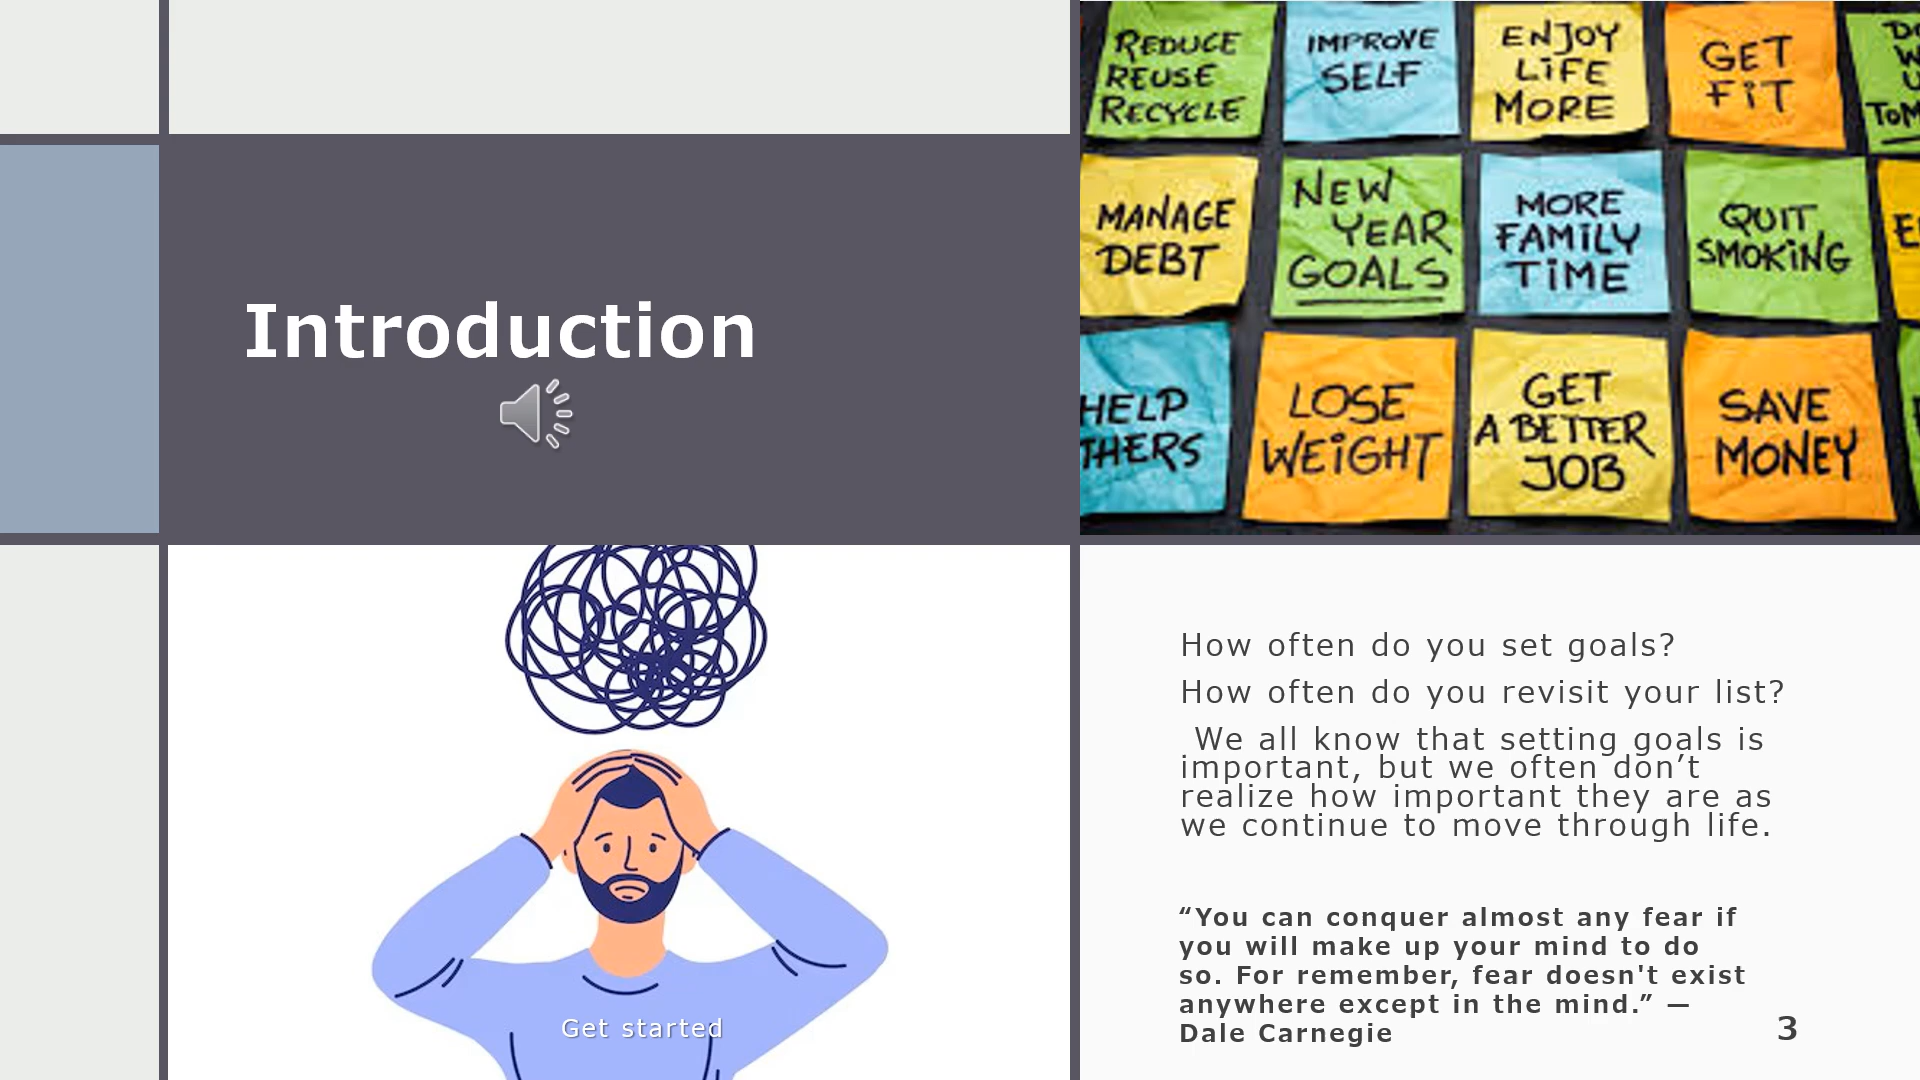 Introduction
REDUCE
REUSE
RECYCLE
IMPROVE
SELF
ENJOY
LIFE
MORE
GET
FIT
MANAGE
DEBT
NEW
YEAR
GOALS
MORE
FAMILY
TIME
QUIT
SMOKING
HELP
LOSE
WEIGHT
GET
A BETTER
JOB
SAVE
MONEY
Get started
How often do you set goals?
How often do you revisit your list?
We all know that setting goals is
important, but we often don’t
realize how important they are as
we continue to move through life.
“You can conquer almost any fear if
you will make up your mind to do
so. For remember, fear doesn't exist
anywhere except in the mind.” —
Dale Carnegie
3